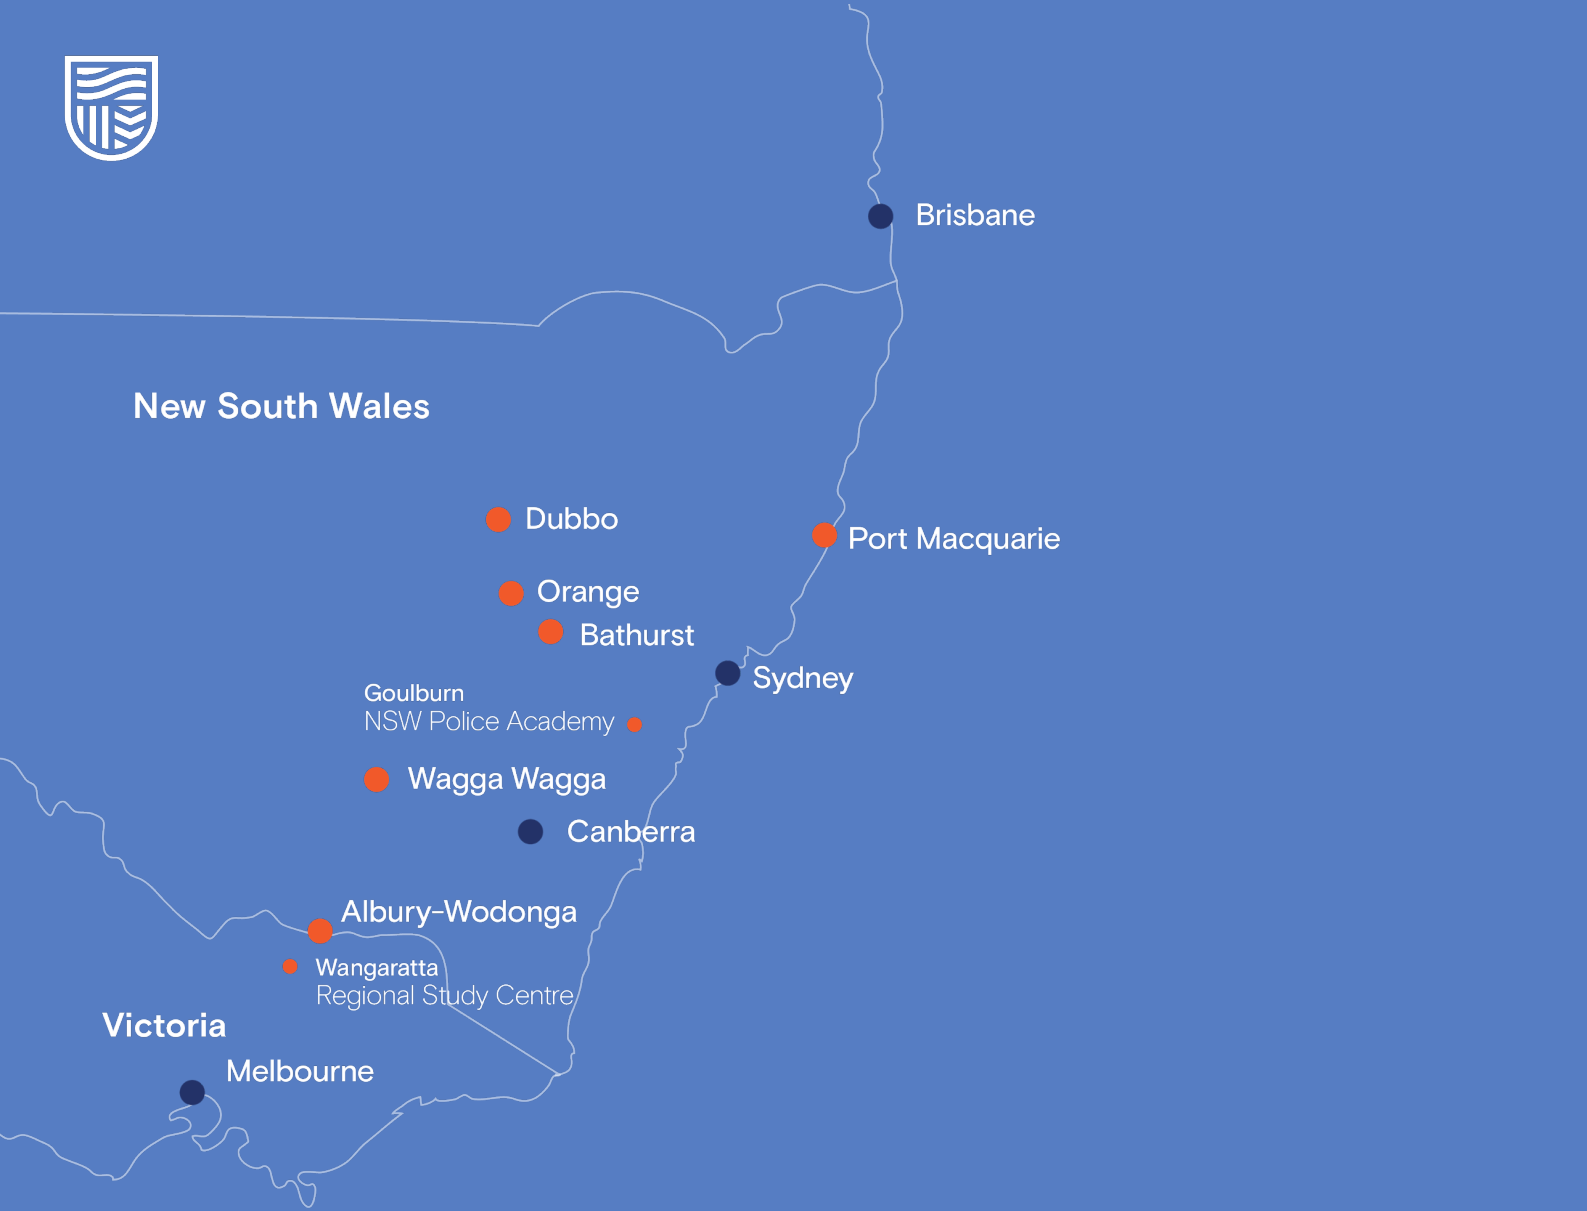 Brisbane
New South Wales
Dubbo
Port Macquarie
Orange
Bathurst
Sydney
Goulburn
NSW Police Academy
Wagga Wagga
Canberra
Albury-Wodonga
Wangaratta
Regional Study Centre
Victoria
Melbourne